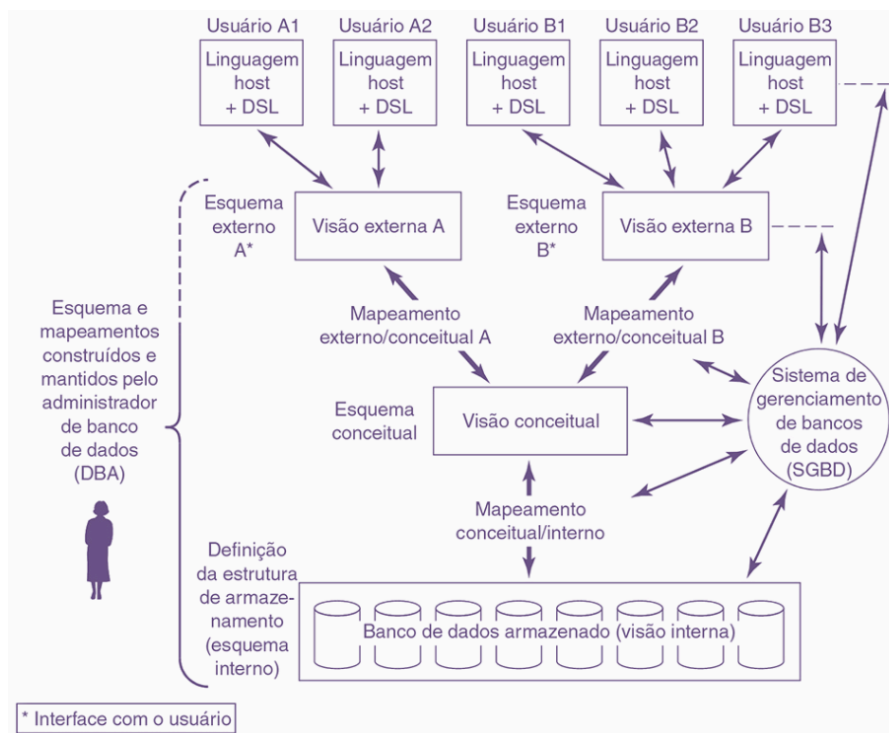 Usuário A1
Usuário A2
Usuário B1
Usuário B2
Usuário B3
Linguagem
host
+ DSL
Linguagem
host
+ DSL
Linguagem
host
+ DSL
Linguagem
host
+ DSL
Linguagem
host
+ DSL
Esquema
externo
A*
Visão externa A
Esquema
externo
B*
Visão externa B
Esquema e
mapeamentos
construídos e
mantidos pelo
administrador
de banco
de dados
(DBA)
Mapeamento
externo/conceitual A
Mapeamento
externo/conceitual B
Esquema
conceitual
Visão conceitual
Sistema de
gerenciamento
de bancos
de dados
(SGBD)
Mapeamento
conceitual/interno
Definição
da estrutura
de armaze-
namento
(esquema
interno)
Banco de dados armazenado (visão interna)
* Interface com o usuário